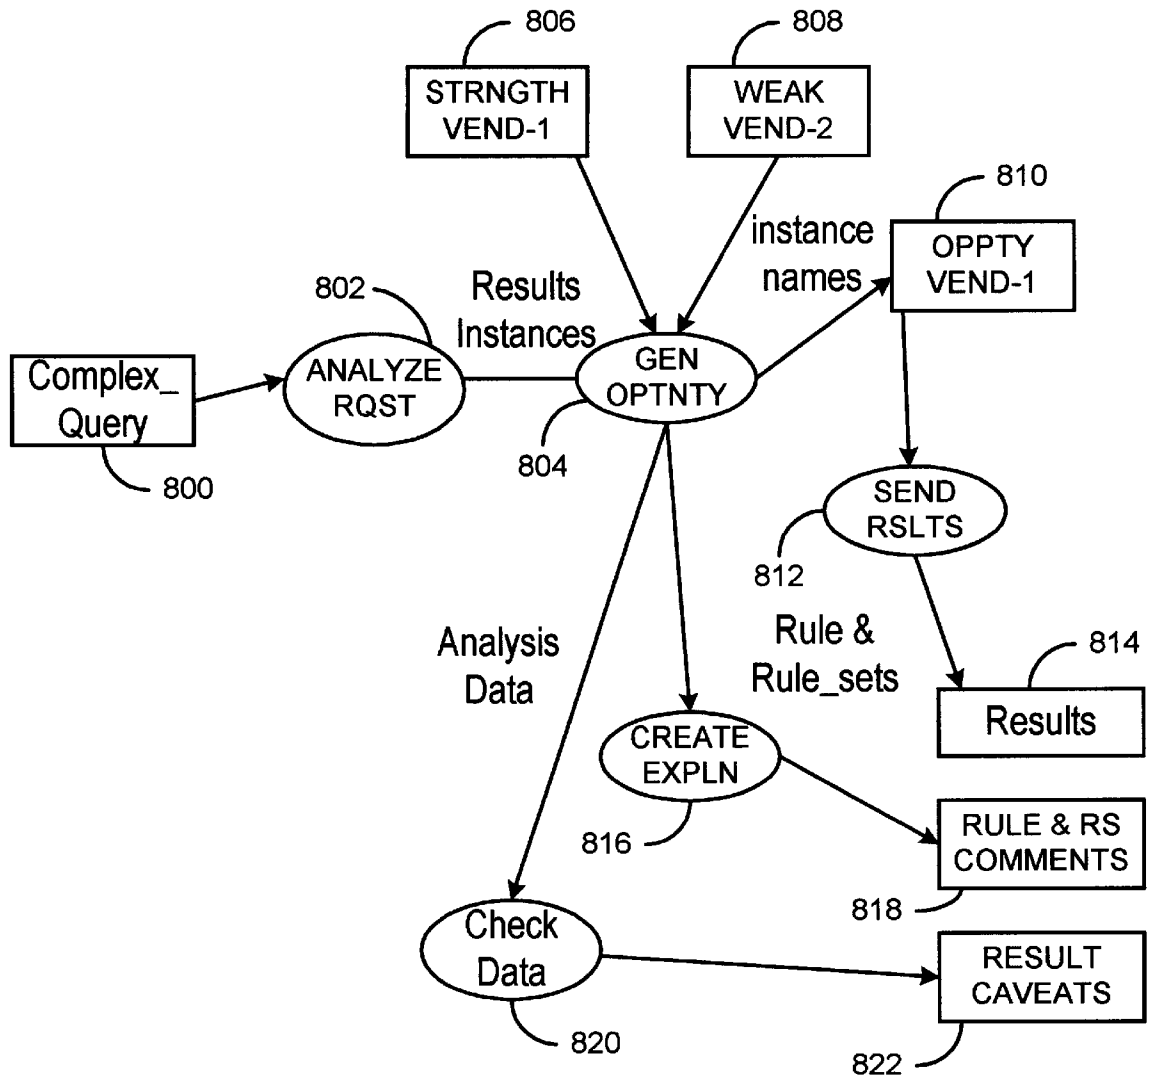 806
808
STRNGTH
VEND-1
WEAK
VEND-2
810
instance
names
OPPTY
VEND-1
802
Results
Instances
Complex_
Query
ANALYZE
RQST
GEN
OPTNTY
800
804
SEND
RSLTS
812
Analysis
Data
Rule &
Rule_sets
814
Results
CREATE
EXPLN
816
RULE & RS
COMMENTS
818
Check
Data
RESULT
CAVEATS
820
822